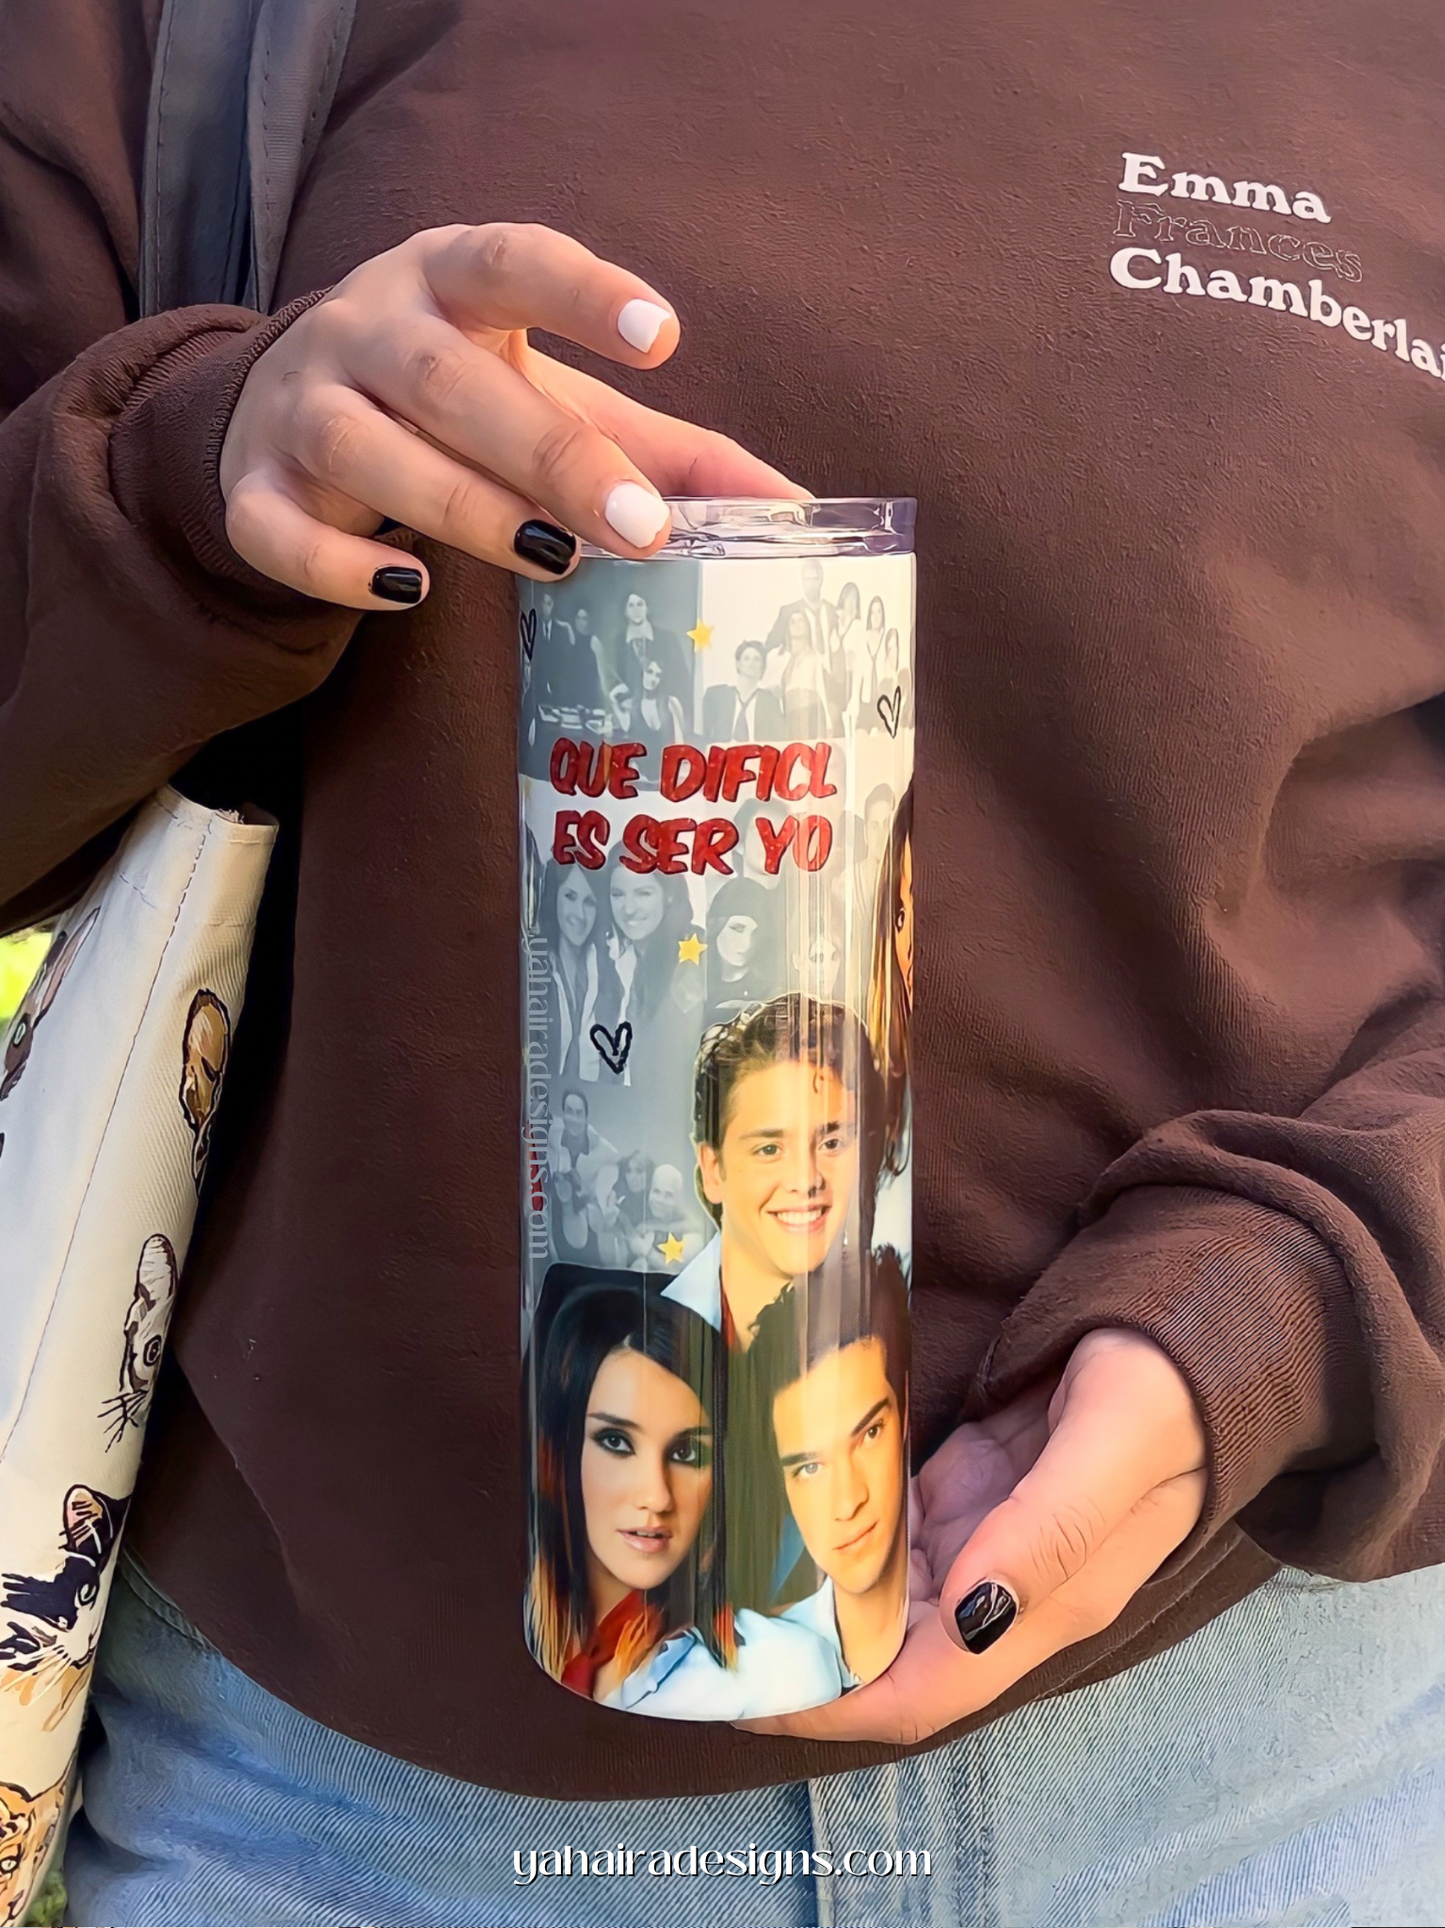 Emma
Frances
Chamberlai
QUE DIFICL
ES SER YO
yahairadesigns.com
yahairadesigns.com